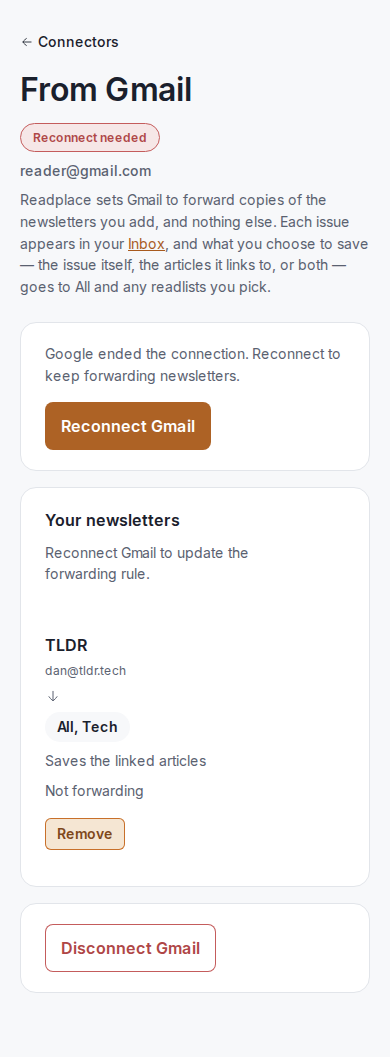 ← Connectors
From Gmail
Reconnect needed
reader@gmail.com
Readplace sets Gmail to forward copies of the
newsletters you add, and nothing else. Each issue
appears in your Inbox, and what you choose to save
— the issue itself, the articles it links to, or both —
goes to All and any readlists you pick.
Google ended the connection. Reconnect to
keep forwarding newsletters.
Reconnect Gmail
Your newsletters
Reconnect Gmail to update the
forwarding rule.
TLDR
dan@tldr.tech
↓
All, Tech
Saves the linked articles
Not forwarding
Remove
Disconnect Gmail